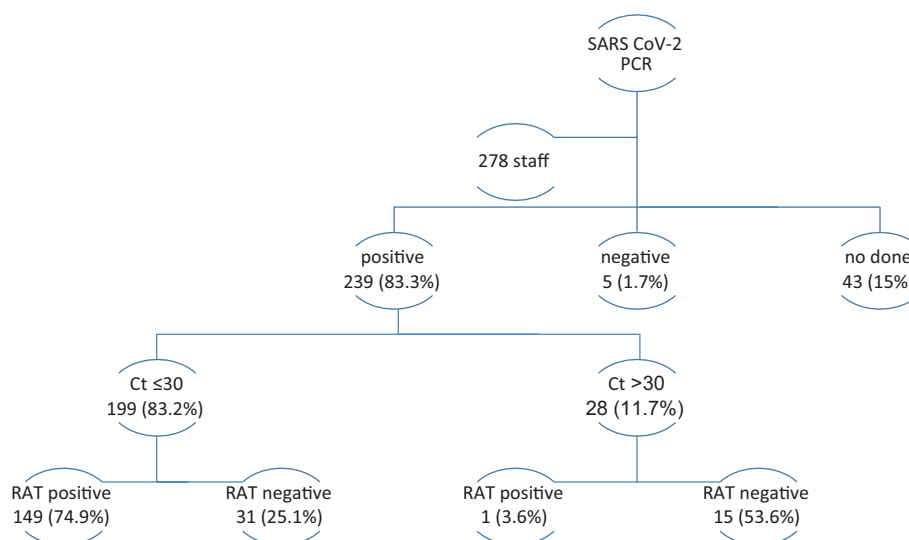 SARS CoV-2
PCR
278 staff
positive
239 (83.3%)
negative
5 (1.7%)
no done
43 (15%
Ct ≤30
199 (83.2%)
Ct >30
28 (11.7%)
RAT positive
149 (74.9%)
RAT negative
31 (25.1%)
RAT positive
1 (3.6%)
RAT negative
15 (53.6%)